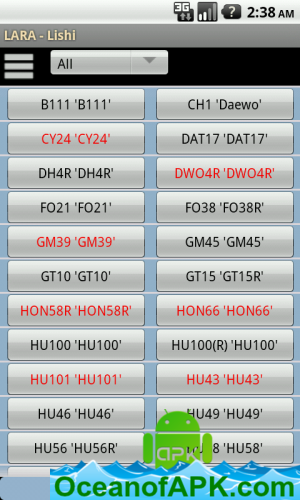 3G 2:38 AM
LARA - Lishi
All
B111 'B111' CH1 'Daewo'
CY24 'CY24' DAT17 'DAT17'
DH4R 'DH4R' DWO4R 'DWO4R'
FO21 'FO21' FO38 'FO38R'
GM39 'GM39' GM45 'GM45'
GT10 'GT10' GT15 'GT15R'
HON58R 'HON58R' HON66 'HON66'
HU100 'HU100' HU100(R) 'HU100'
HU101 'HU101' HU43 'HU43'
HU46 'HU46' HU49 'HU49'
HU56 'HU56R' 'HU58'
apk
OceanofAPK.com